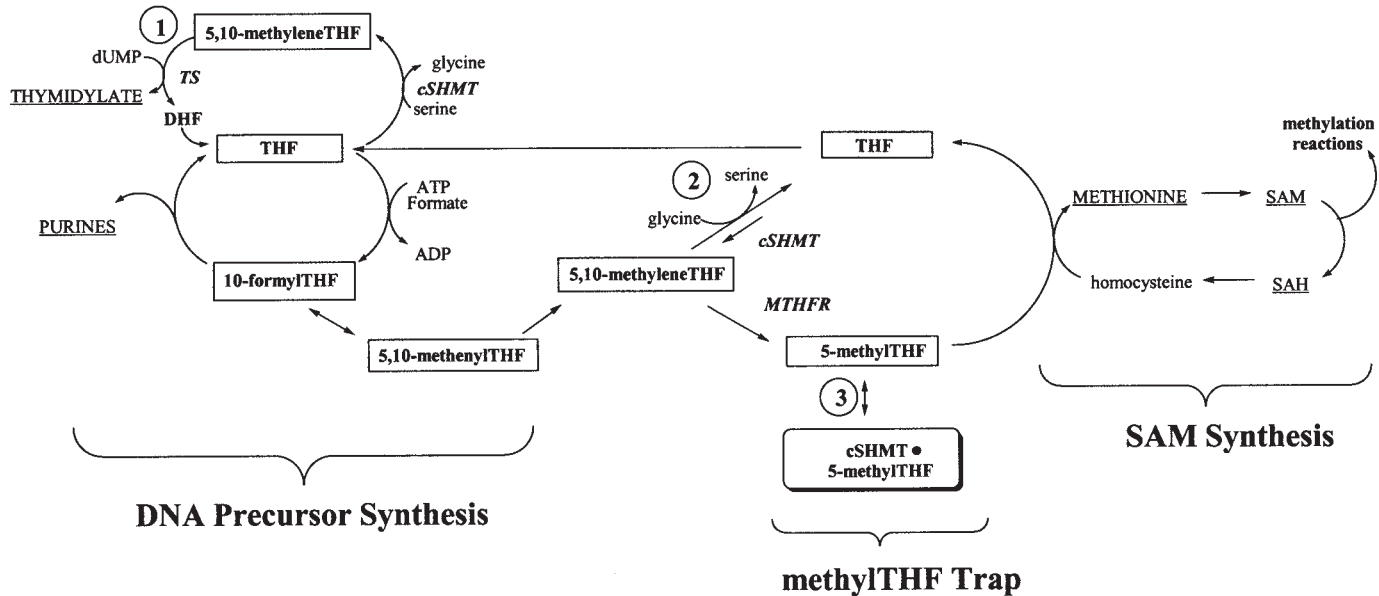 1
5,10-methyleneTHF
dUMP
TS
glycine
cSHMT
serine
THYMIDYLATE
DHF
THF
THF
methylation
reactions
ATP
Formate
2
serine
glycine
cSHMT
METHIONINE
SAM
PURINES
ADP
10-formylTHF
5,10-methyleneTHF
homocysteine
SAH
MTHFR
5,10-methenylTHF
5-methylTHF
3
cSHMT ●
5-methylTHF
SAM Synthesis
DNA Precursor Synthesis
methylTHF Trap